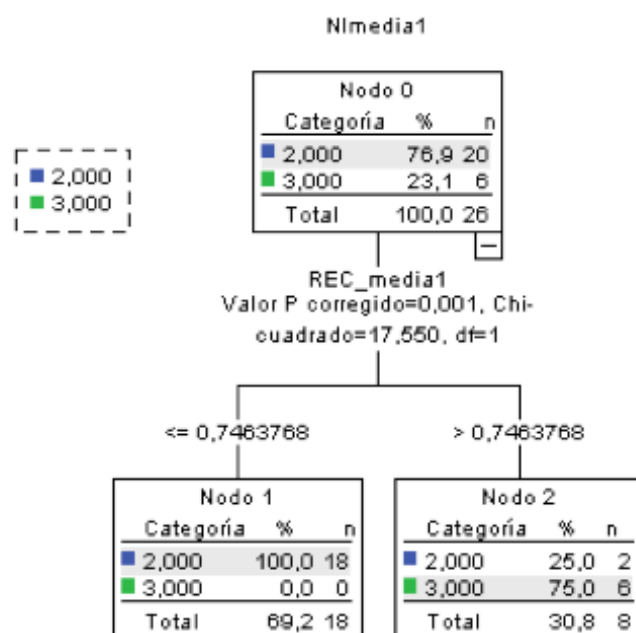 NImedia1
Nodo 0
Categoría % n
2,000 76,9 20
3,000 23,1 6
Total 100,0 26
2,000
3,000
REC_media1
Valor P corregido=0,001, Chi-
cuadrado=17,550, df=1
<= 0,7463768
> 0,7463768
Nodo 1
Categoría % n
2,000 100,0 18
3,000 0,0 0
Total 69,2 18
Nodo 2
Categoría % n
2,000 25,0 2
3,000 75,0 6
Total 30,8 8